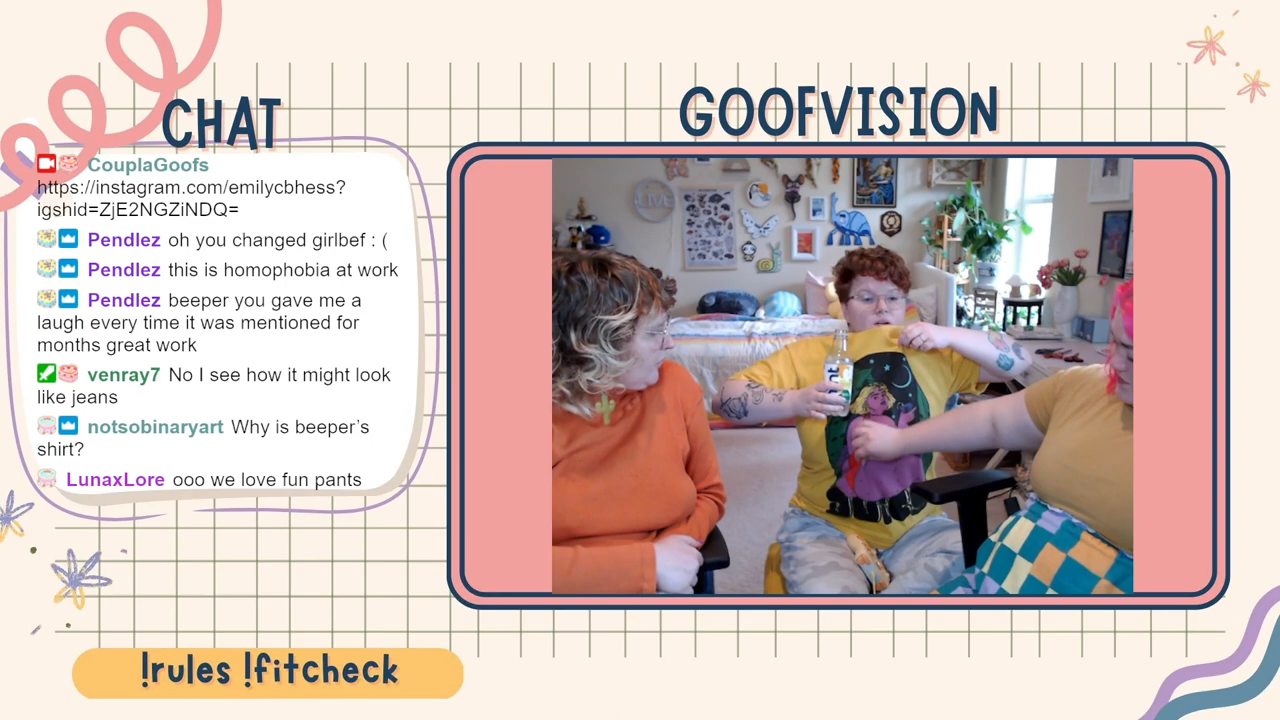 CHAT
GOOFVISION
CouplaGoofs
https://instagram.com/emilycbhess?
igshid=ZjE2NGZiNDQ=
Pendlez oh you changed girlbef : (
Pendlez this is homophobia at work
Pendlez beeper you gave me a
laugh every time it was mentioned for
months great work
venray7 No I see how it might look
like jeans
notsobinaryart Why is beeper's
shirt?
LunaxLore ooo we love fun pants
LIVE
!rules !fitcheck